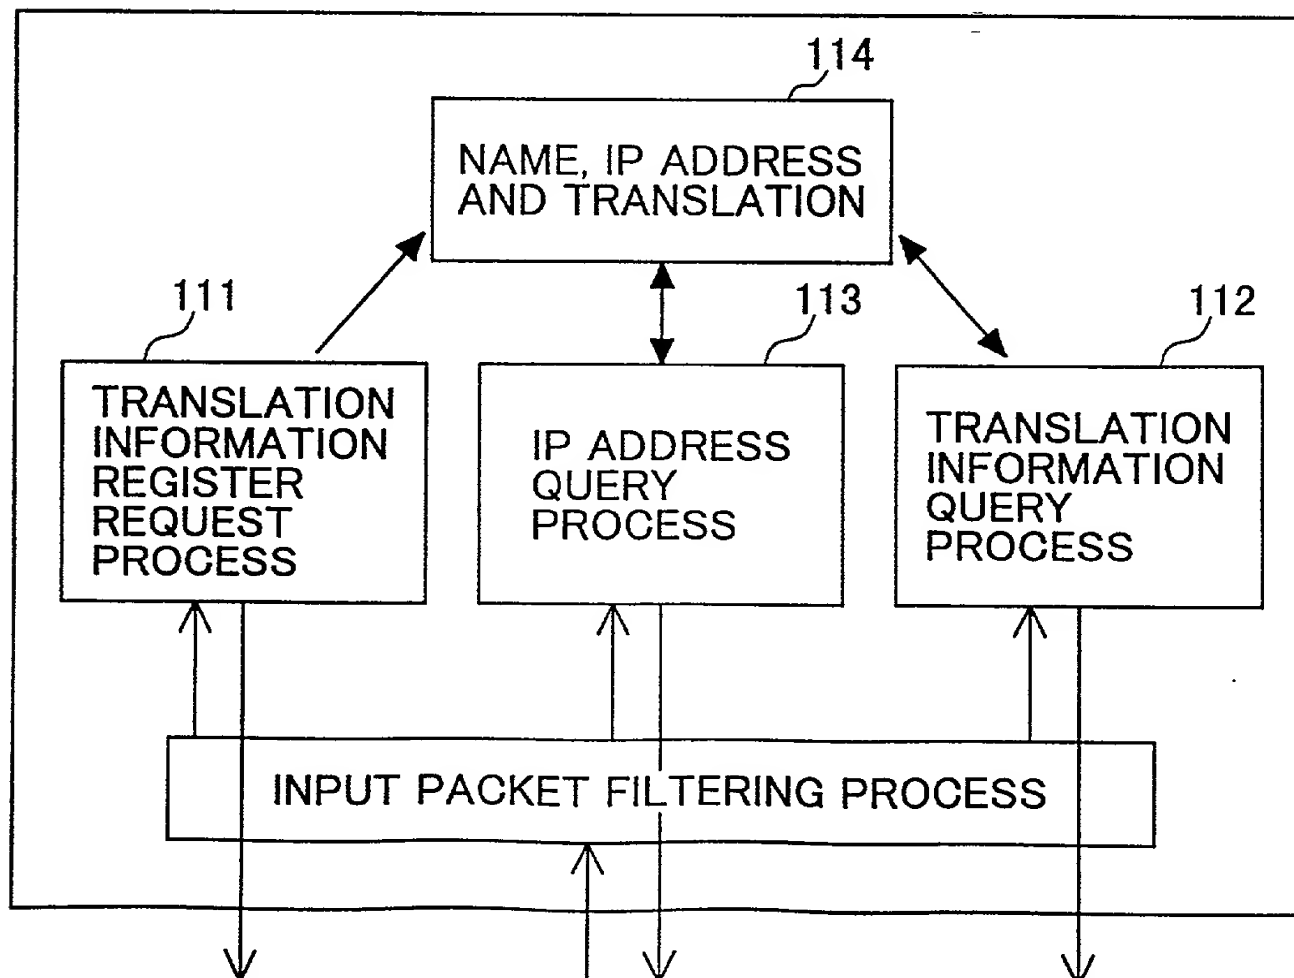 114
NAME, IP ADDRESS
AND TRANSLATION
111
113
112
TRANSLATION
INFORMATION
REGISTER
REQUEST
PROCESS
IP ADDRESS
QUERY
PROCESS
TRANSLATION
INFORMATION
QUERY
PROCESS
INPUT PACKET FILTERING PROCESS